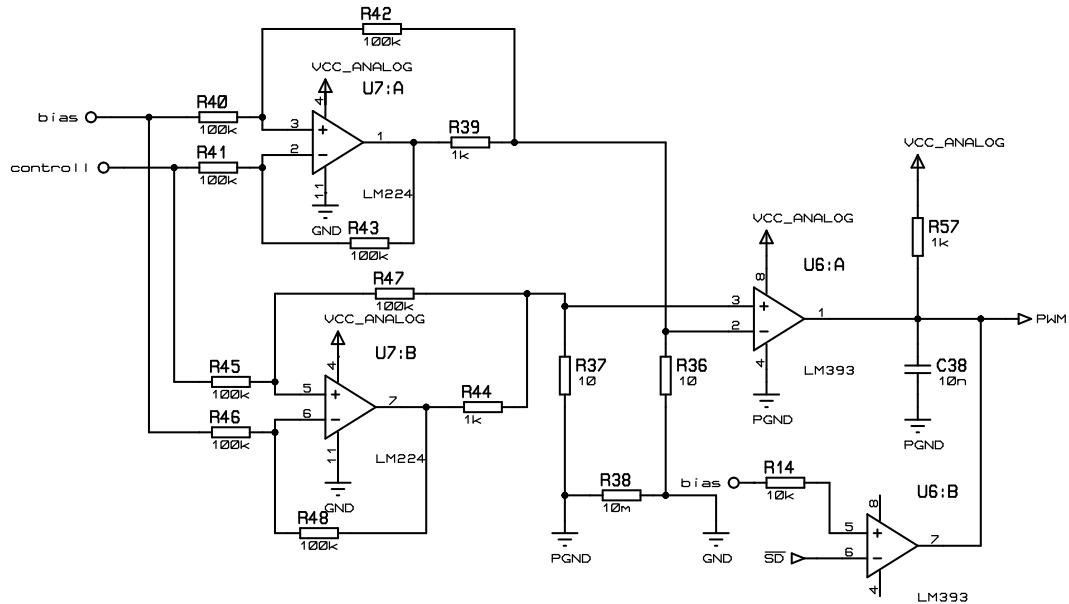 R42
100k
VCC_ANALOG
U7:A
4
bias
R40
100k
3
+
1
R39
1k
controll
R41
100k
2
−
11
LM224
GND
R43
100k
VCC_ANALOG
R57
1k
VCC_ANALOG
8
U6:A
R47
100k
VCC_ANALOG
U7:B
4
3
+
1
2
−
PWM
R45
100k
5
+
7
R44
1k
R37
10
R36
10
4
LM393
PGND
C38
10n
PGND
R46
100k
6
−
11
LM224
GND
R48
100k
R38
10m
PGND
GND
bias
R14
10k
U6:B
8
5
+
7
SD
6
−
4
LM393